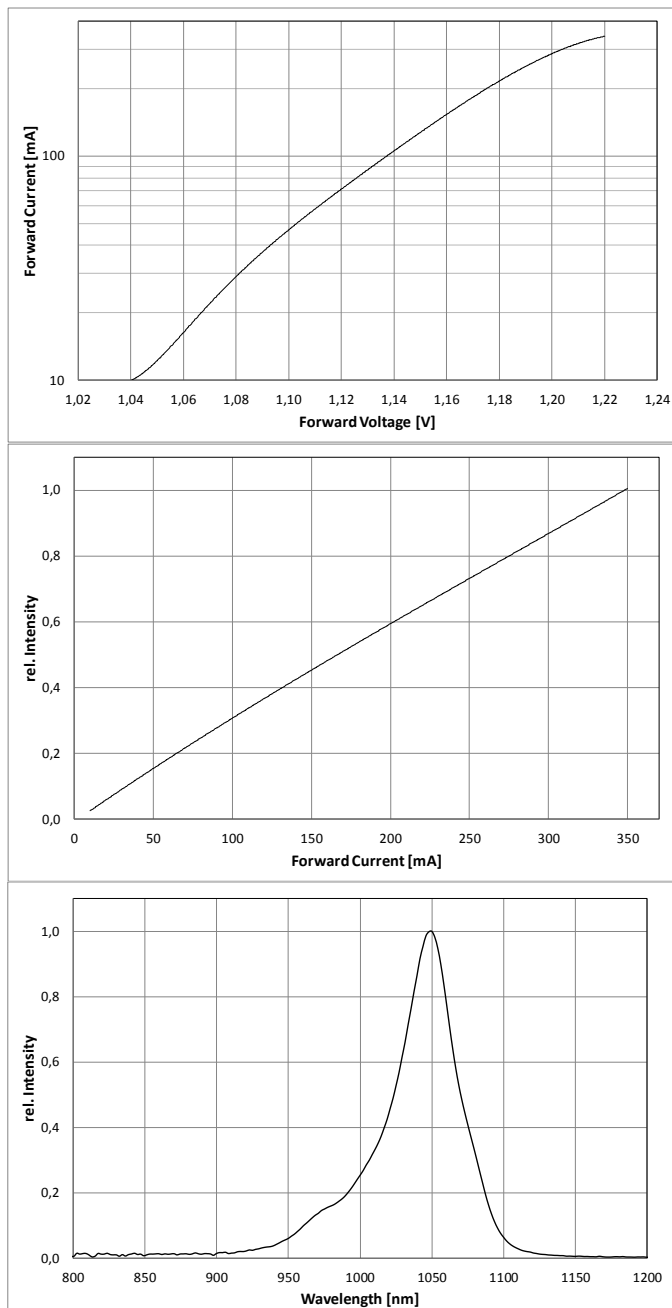 Forward Current [mA]
100
10
1,02 1,04 1,06 1,08 1,10 1,12 1,14 1,16 1,18 1,20 1,22 1,24
Forward Voltage [V]
rel. Intensity
1,0
0,8
0,6
0,4
0,2
0,0
0 50 100 150 200 250 300 350
Forward Current [mA]
rel. Intensity
1,0
0,8
0,6
0,4
0,2
0,0
800 850 900 950 1000 1050 1100 1150 1200
Wavelength [nm]